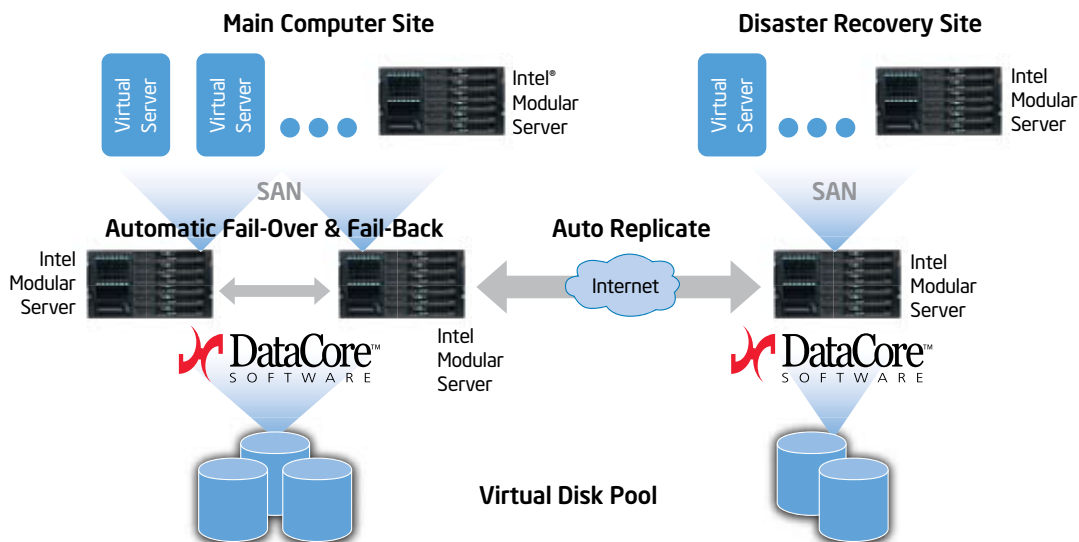 Main Computer Site
Disaster Recovery Site
Virtual
Server
Virtual
Server
Intel®
Modular
Server
Virtual
Server
Intel
Modular
Server
SAN
SAN
Automatic Fail-Over & Fail-Back
Auto Replicate
Intel
Modular
Server
Internet
Intel
Modular
Server
DataCore™
SOFTWARE
Intel
Modular
Server
DataCore™
SOFTWARE
Virtual Disk Pool